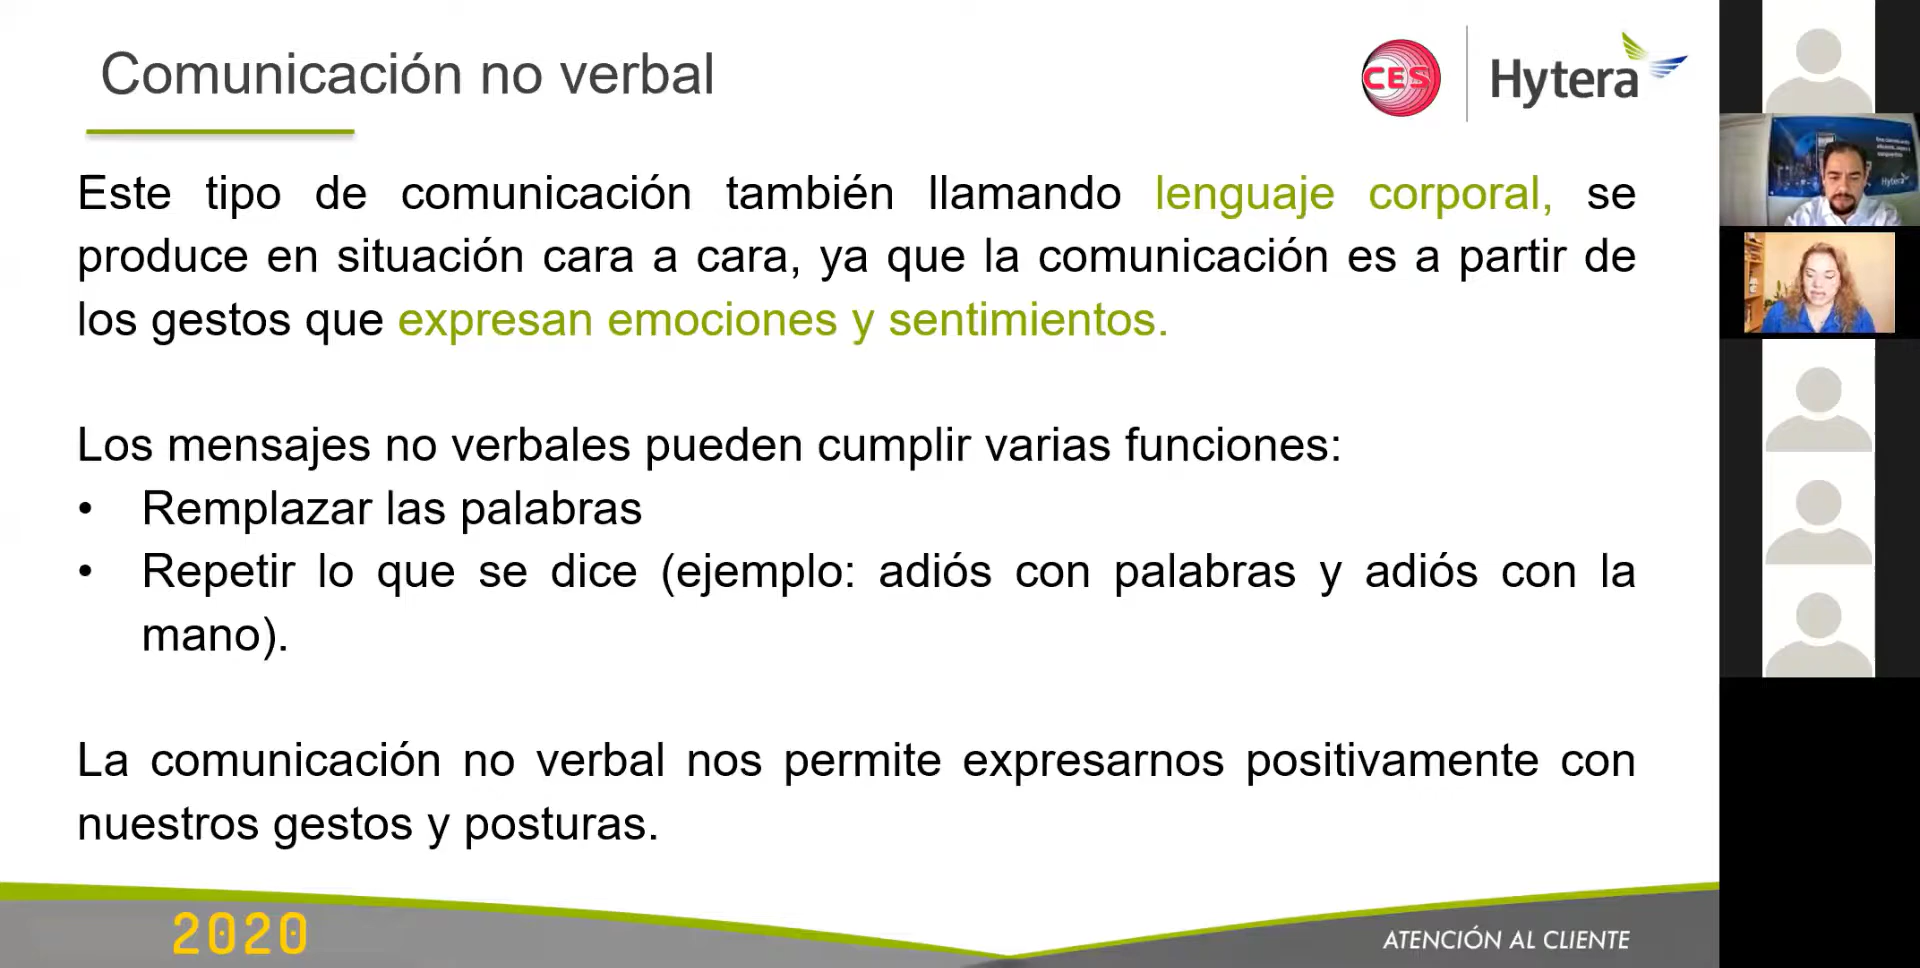 Comunicación no verbal
CES
Hytera
Este tipo de comunicación también llamando lenguaje corporal, se
produce en situación cara a cara, ya que la comunicación es a partir de
los gestos que expresan emociones y sentimientos.
Los mensajes no verbales pueden cumplir varias funciones:
• Remplazar las palabras
• Repetir lo que se dice (ejemplo: adiós con palabras y adiós con la
mano).
La comunicación no verbal nos permite expresarnos positivamente con
nuestros gestos y posturas.
2020
ATENCIÓN AL CLIENTE
Hytera